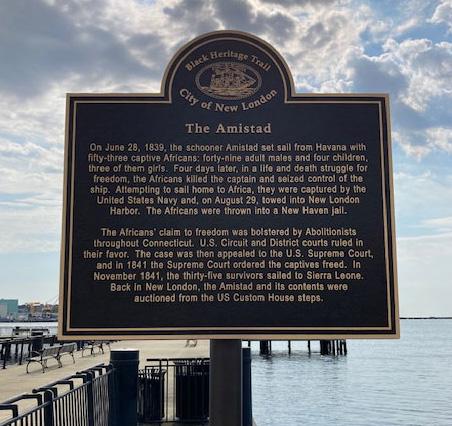 Black Heritage Trail
City of New London
The Amistad
On June 28, 1839, the schooner Amistad set sail from Havana with
fifty-three captive Africans: forty-nine adult males and four children,
three of them girls. Four days later, in a life and death struggle for
freedom, the Africans killed the captain and seized control of the
ship. Attempting to sail home to Africa, they were captured by the
United States Navy and, on August 29, towed into New London
Harbor. The Africans were thrown into a New Haven jail.
The Africans' claim to freedom was bolstered by Abolitionists
throughout Connecticut. U.S. Circuit and District courts ruled in
their favor. The case was then appealed to the U.S. Supreme Court,
and in 1841 the Supreme Court ordered the captives freed. In
November 1841, the thirty-five survivors sailed to Sierra Leone.
Back in New London, the Amistad and its contents were
auctioned from the US Custom House steps.